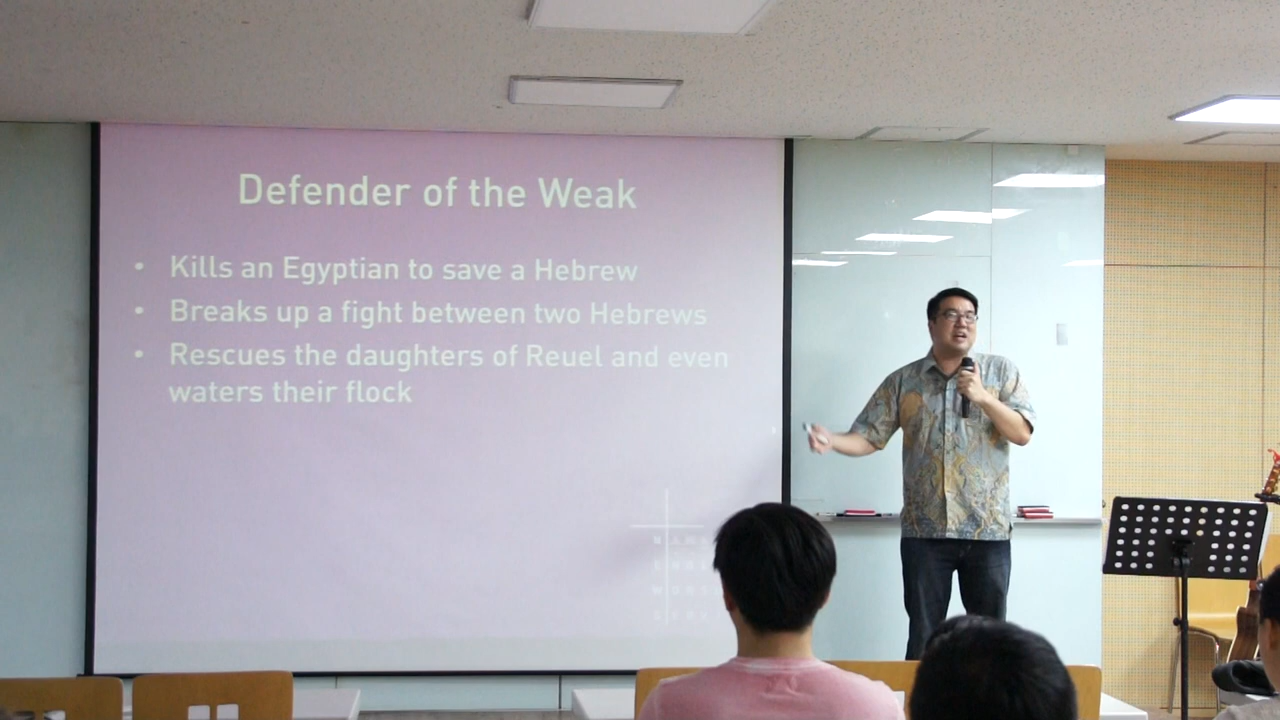 Defender of the Weak
• Kills an Egyptian to save a Hebrew
• Breaks up a fight between two Hebrews
• Rescues the daughters of Reuel and even
waters their flock